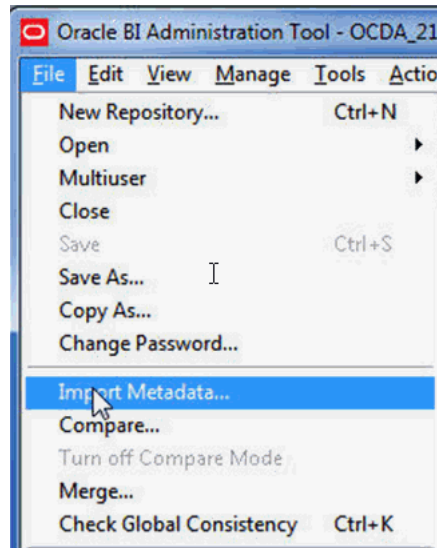 Oracle BI Administration Tool - OCDA_21
File Edit View Manage Tools Actio
New Repository... Ctrl+N
Open
Multiuser
Close
Save Ctrl+S
Save As...
Copy As...
Change Password...
Import Metadata...
Compare...
Turn off Compare Mode
Merge...
Check Global Consistency Ctrl+K